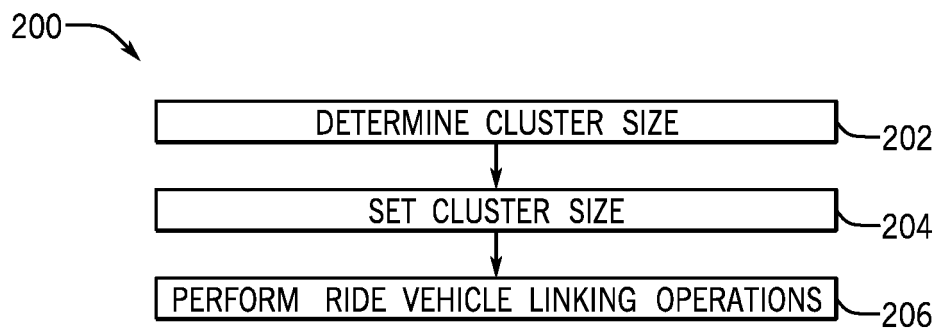 200
DETERMINE CLUSTER SIZE
202
SET CLUSTER SIZE
204
PERFORM RIDE VEHICLE LINKING OPERATIONS
206